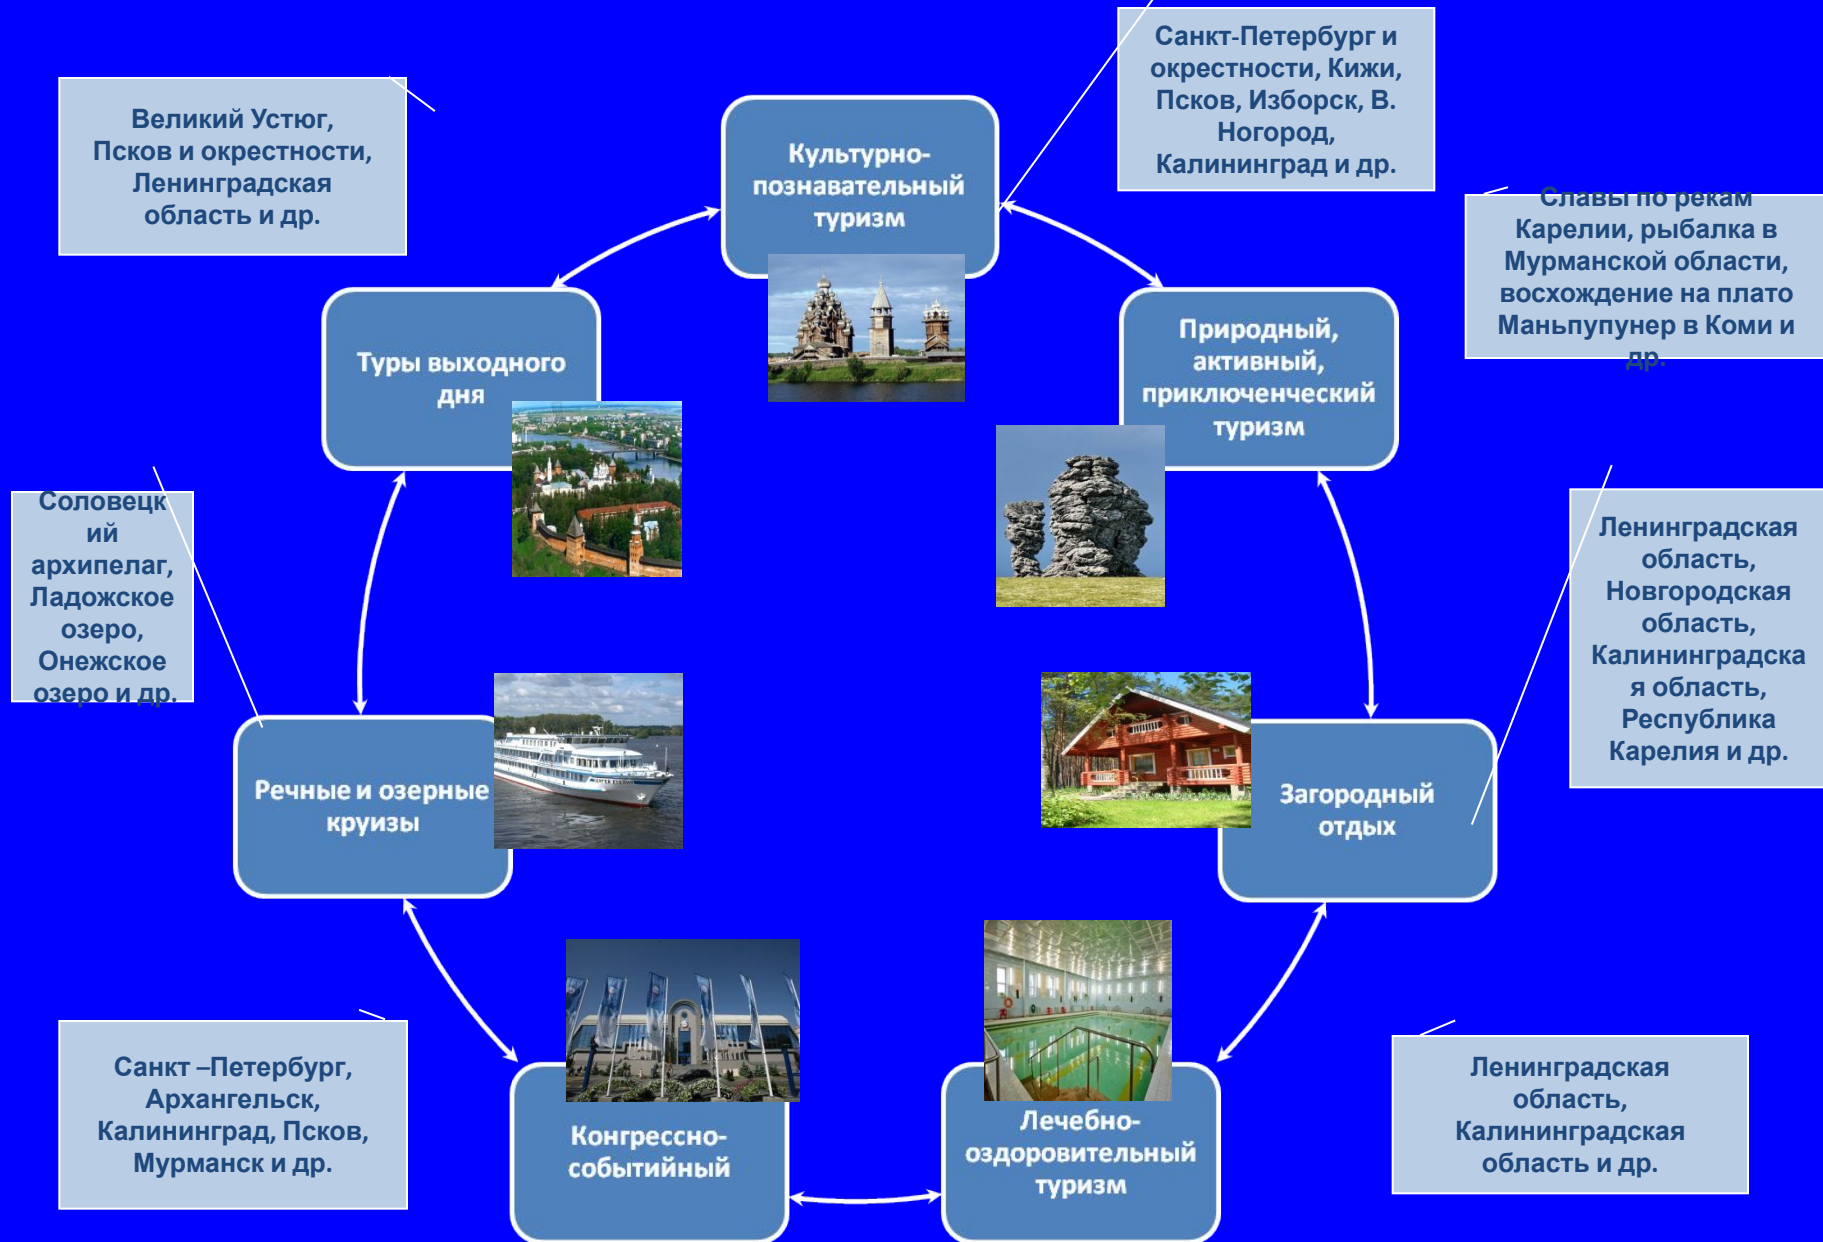 Санкт-Петербург и
окрестности, Кижи,
Псков, Изборск, В.
Ногород,
Калининград и др.
Великий Устюг,
Псков и окрестности,
Ленинградская
область и др.
Культурно-
познавательный
туризм
Славы по рекам
Карелии, рыбалка в
Мурманской области,
восхождение на плато
Маньпупунер в Коми и
др.
Туры выходного
дня
Природный,
активный,
приключенческий
туризм
Соловецк
ий
архипелаг,
Ладожское
озеро,
Онежское
озеро и др.
Ленинградская
область,
Новгородская
область,
Калининградска
я область,
Республика
Карелия и др.
Речные и озерные
круизы
Загородный
отдых
Санкт –Петербург,
Архангельск,
Калининград, Псков,
Мурманск и др.
Конгрессно-
событийный
Лечебно-
оздоровительный
туризм
Ленинградская
область,
Калининградская
область и др.